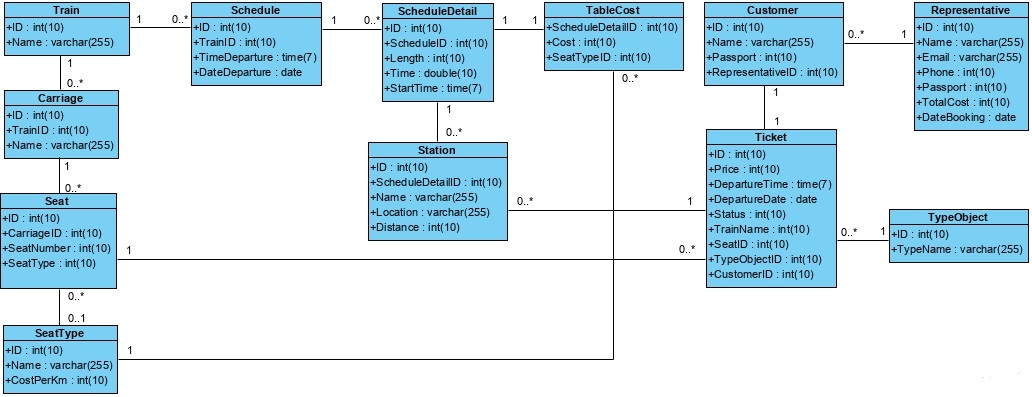 Train
+ID : int(10)
+Name : varchar(255)
1
0..*
Schedule
+ID : int(10)
+TrainID : int(10)
+TimeDeparture : time(7)
+DateDeparture : date
1
0..*
ScheduleDetail
+ID : int(10)
+ScheduleID : int(10)
+Length : int(10)
+Time : double(10)
+StartTime : time(7)
1
1
TableCost
+ScheduleDetailID : int(10)
+Cost : int(10)
+SeatTypeID : int(10)
0..*
Customer
+ID : int(10)
+Name : varchar(255)
+Passport : int(10)
+RepresentativeID : int(10)
0..*
1
Representative
+ID : int(10)
+Name : varchar(255)
+Email : varchar(255)
+Phone : int(10)
+Passport : int(10)
+TotalCost : int(10)
+DateBooking : date
1
0..*
Carriage
+ID : int(10)
+TrainID : int(10)
+Name : varchar(255)
1
0..*
1
0..*
Station
+ID : int(10)
+ScheduleDetailID : int(10)
+Name : varchar(255)
+Location : varchar(255)
+Distance : int(10)
0..*
1
1
1
Ticket
+ID : int(10)
+Price : int(10)
+DepartureTime : time(7)
+DepartureDate : date
+Status : int(10)
+TrainName : int(10)
+SeatID : int(10)
+TypeObjectID : int(10)
+CustomerID : int(10)
0..*
1
TypeObject
+ID : int(10)
+TypeName : varchar(255)
Seat
+ID : int(10)
+CarriageID : int(10)
+SeatNumber : int(10)
+SeatType : int(10)
1
0..*
0..*
0..1
SeatType
+ID : int(10)
+Name : varchar(255)
+CostPerKm : int(10)
1